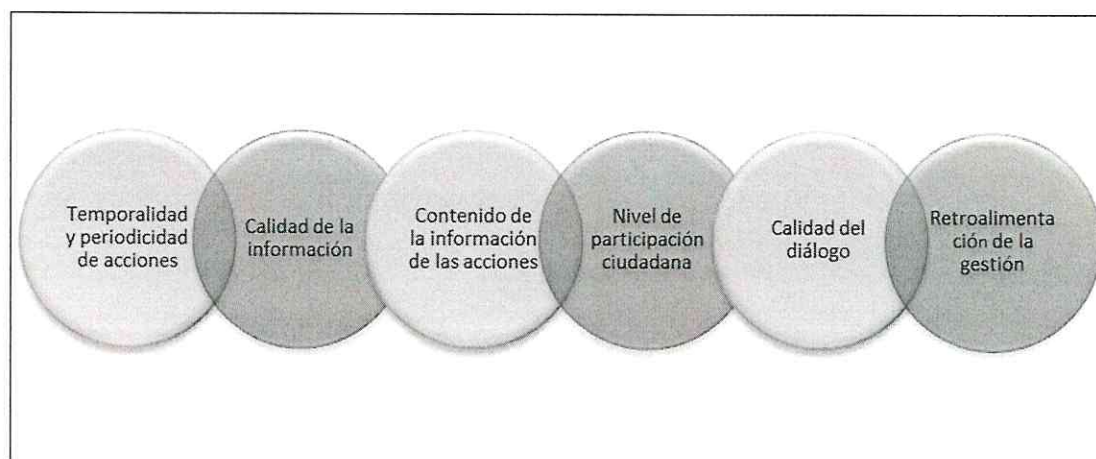 Temporalidad
y periodicidad
de acciones
Calidad de la
información
Contenido de
la información
de las acciones
Nivel de
participación
ciudadana
Calidad del
diálogo
Retroalimenta
ción de la
gestión